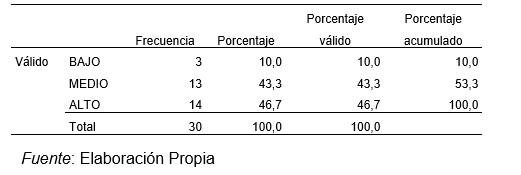 Porcentaje Porcentaje
Frecuencia Porcentaje válido acumulado
Válido BAJO 3 10,0 10,0 10,0
MEDIO 13 43,3 43,3 53,3
ALTO 14 46,7 46,7 100,0
Total 30 100,0 100,0
Fuente: Elaboración Propia